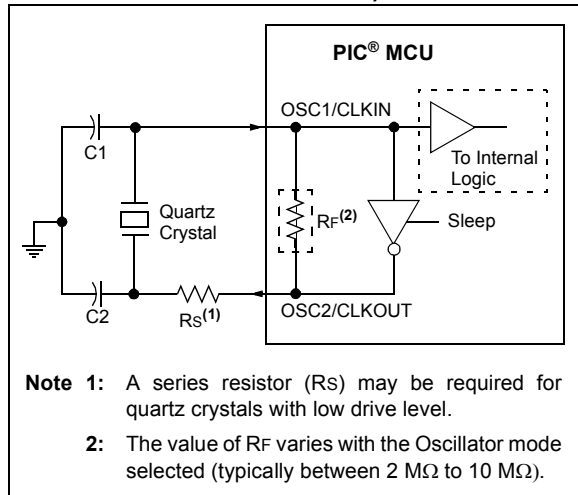 PIC® MCU
OSC1/CLKIN
C1
To Internal
Logic
Quartz
Crystal
RF(2)
Sleep
C2
RS(1)
OSC2/CLKOUT
Note 1: A series resistor (RS) may be required for
quartz crystals with low drive level.
2: The value of RF varies with the Oscillator mode
selected (typically between 2 MΩ to 10 MΩ).